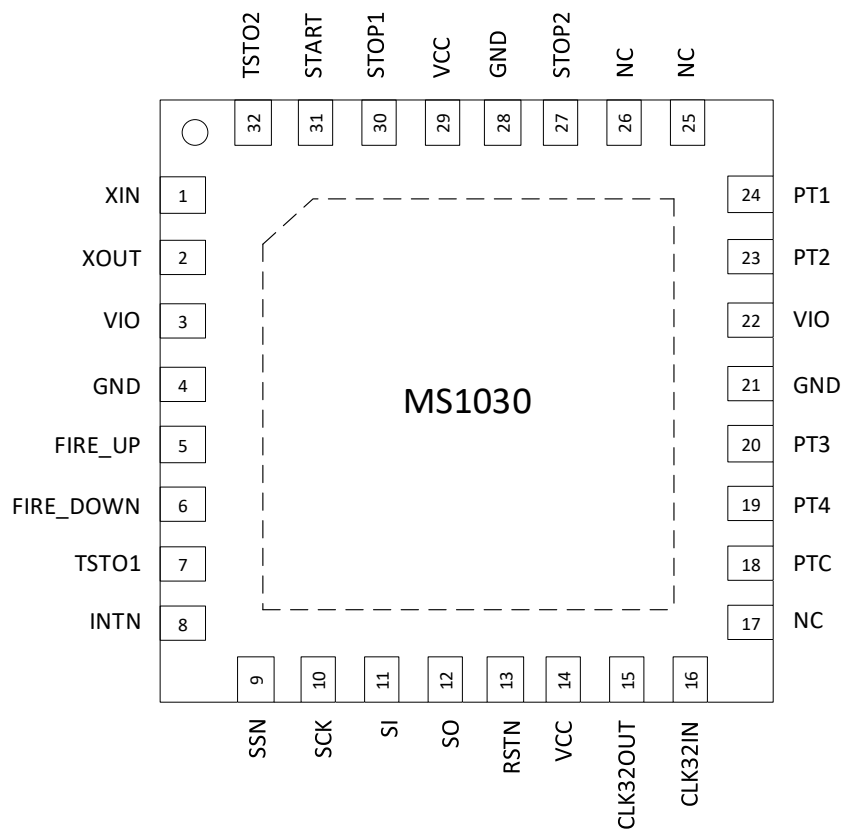 TSTO2 START STOP1 VCC GND STOP2 NC NC
32 31 30 29 28 27 26 25
XIN 1 24 PT1
XOUT 2 23 PT2
VIO 3 22 VIO
GND 4 21 GND
MS1030
FIRE_UP 5 20 PT3
FIRE_DOWN 6 19 PT4
TSTO1 7 18 PTC
INTN 8 17 NC
9 10 11 12 13 14 15 16
SSN SCK SI SO RSTN VCC CLK32OUT CLK32IN